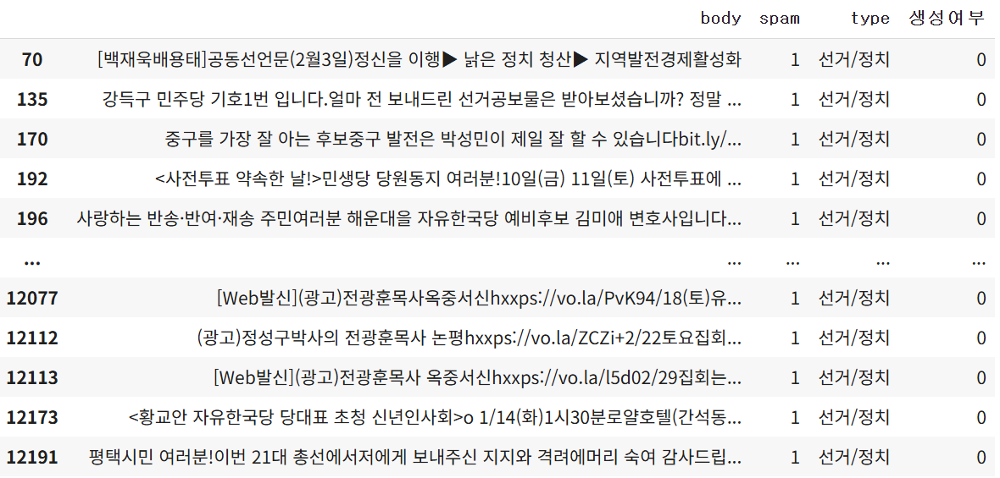 body spam type 생성여부
70 [백재욱배용태]공동선언문(2월3일)정신을 이행▶ 낡은 정치 청산▶ 지역발전경제활성화 1 선거/정치 0
135 강득구 민주당 기호1번 입니다.얼마 전 보내드린 선거공보물은 받아보셨습니까? 정말 ... 1 선거/정치 0
170 중구를 가장 잘 아는 후보중구 발전은 박성민이 제일 잘 할 수 있습니다bit.ly/... 1 선거/정치 0
192 <사전투표 약속한 날!>민생당 당원동지 여러분!10일(금) 11일(토) 사전투표에 ... 1 선거/정치 0
196 사랑하는 반송·반여·재송 주민여러분 해운대을 자유한국당 예비후보 김미애 변호사입니다... 1 선거/정치 0
... ... ... ... ...
12077 [Web발신](광고)전광훈목사옥중서신hxxps://vo.la/PvK94/18(토)유... 1 선거/정치 0
12112 (광고)정성구박사의 전광훈목사 논평hxxps://vo.la/ZCZi+2/22토요집회... 1 선거/정치 0
12113 [Web발신](광고)전광훈목사 옥중서신hxxps://vo.la/l5d02/29집회는... 1 선거/정치 0
12173 <황교안 자유한국당 당대표 초청 신년인사회>o 1/14(화)1시30분로얄호텔(간석동... 1 선거/정치 0
12191 평택시민 여러분!이번 21대 총선에서저에게 보내주신 지지와 격려에머리 숙여 감사드립... 1 선거/정치 0